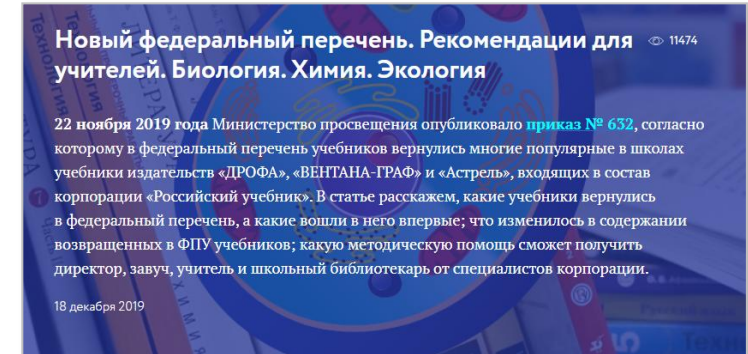 Новый федеральный перечень. Рекомендации для
11474
учителей. Биология. Химия. Экология
22 ноября 2019 года Министерство просвещения опубликовало приказ № 632, согласно
которому в федеральный перечень учебников вернулись многие популярные в школах
учебники издательств «ДРОФА», «ВЕНТАНА-ГРАФ» и «Астрель», входящих в состав
корпорации «Российский учебник». В статье расскажем, какие учебники вернулись
в федеральный перечень, а какие вошли в него впервые; что изменилось в содержании
возвращенных в ФПУ учебников; какую методическую помощь сможет получить
директор, завуч, учитель и школьный библиотекарь от специалистов корпорации.
18 декабря 2019